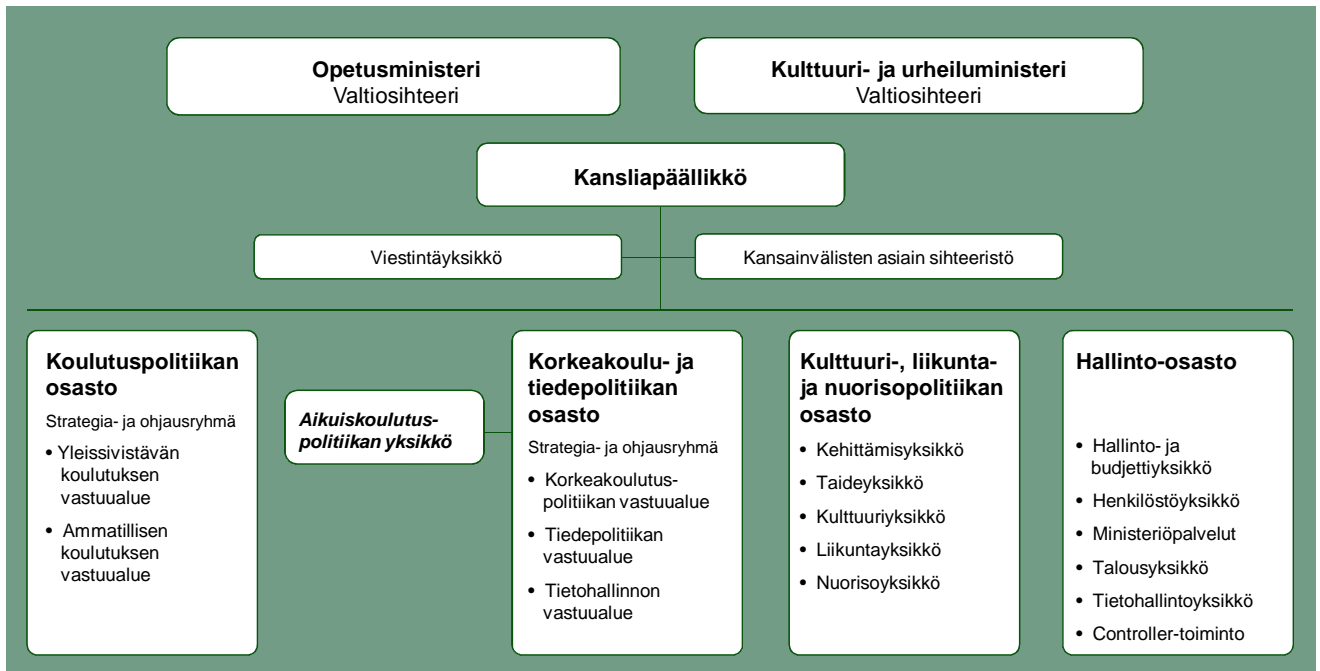 Opetusministeri
Valtiosihteeri
Kulttuuri- ja urheiluministeri
Valtiosihteeri
Kansliapäällikkö
Viestintäyksikkö
Kansainvälisten asiain sihteeristö
Koulutuspolitiikan
osasto
Strategia- ja ohjausryhmä
• Yleissivistävän
koulutuksen
vastuualue
• Ammatillisen
koulutuksen
vastuualue
Aikuiskoulutus-
politiikan yksikkö
Korkeakoulu- ja
tiedepolitiikan
osasto
Strategia- ja ohjausryhmä
• Korkeakoulutus-
politiikan vastuualue
• Tiedepolitiikan
vastuualue
• Tietohallinnon
vastuualue
Kulttuuri-, liikunta-
ja nuorisopolitiikan
osasto
• Kehittämisyksikkö
• Taideyksikkö
• Kulttuuriyksikkö
• Liikuntayksikkö
• Nuorisoyksikkö
Hallinto-osasto
• Hallinto- ja
budjettiyksikkö
• Henkilöstöyksikkö
• Ministeriöpalvelut
• Talousyksikkö
• Tietohallintoyksikkö
• Controller-toiminto